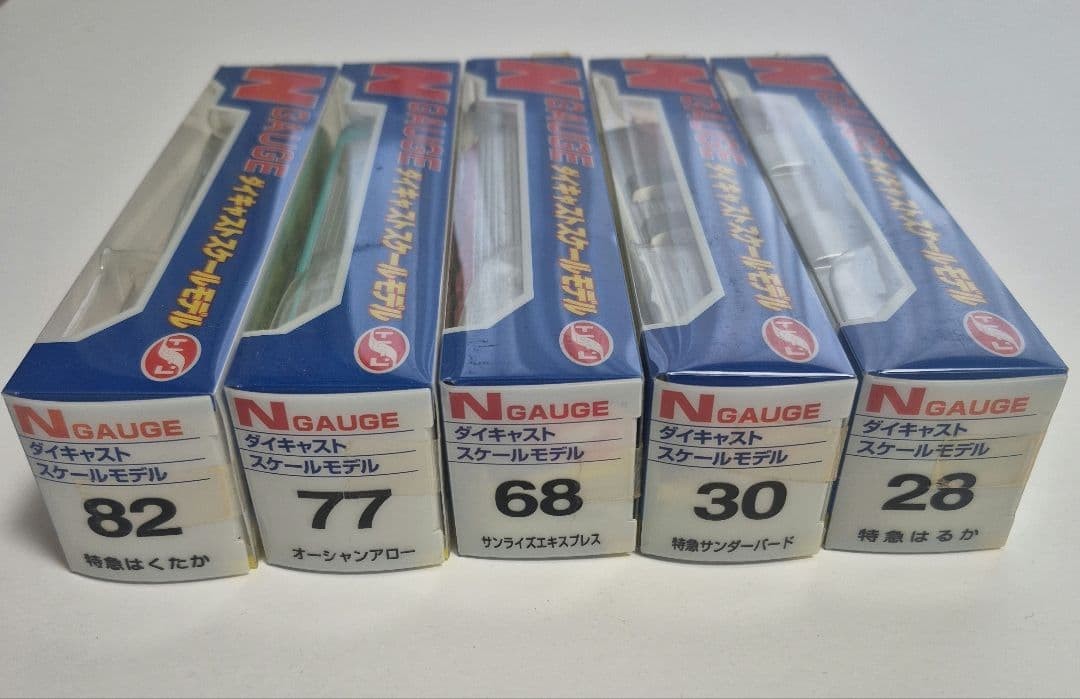 N GAUGE
ダイキャストスケールモデル
N GAUGE
ダイキャスト
スケールモデル
82
特急はくたか
N GAUGE
ダイキャストスケールモデル
N GAUGE
ダイキャスト
スケールモデル
77
オーシャンアロー
N GAUGE
ダイキャストスケールモデル
N GAUGE
ダイキャスト
スケールモデル
68
サンライズエキスプレス
N GAUGE
ダイキャストスケールモデル
N GAUGE
ダイキャスト
スケールモデル
30
特急サンダーバード
N GAUGE
ダイキャストスケールモデル
N GAUGE
ダイキャスト
スケールモデル
28
特急はるか